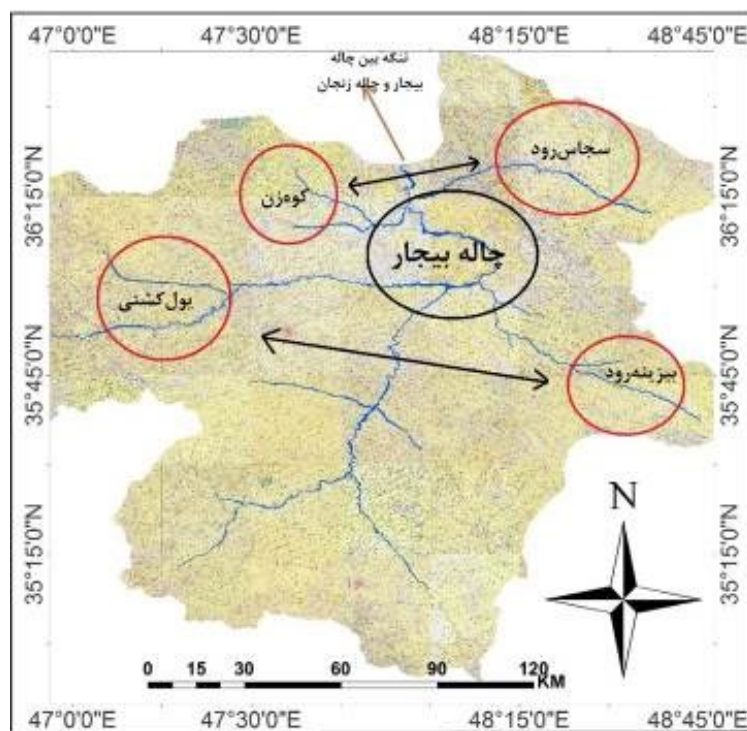 47°0'0"E 47°30'0"E 48°15'0"E 48°45'0"E
تنگه بین چاله
بیجار و چاله زنجان
سجاس‌رود
کوه‌زن
چاله بیجار
یول‌کشتی
بیزینه‌رود
36°15'0"N
35°45'0"N
35°15'0"N
36°15'0"N
35°45'0"N
35°15'0"N
N
0 15 30 60 90 120
KM
47°0'0"E 47°30'0"E 48°15'0"E 48°45'0"E